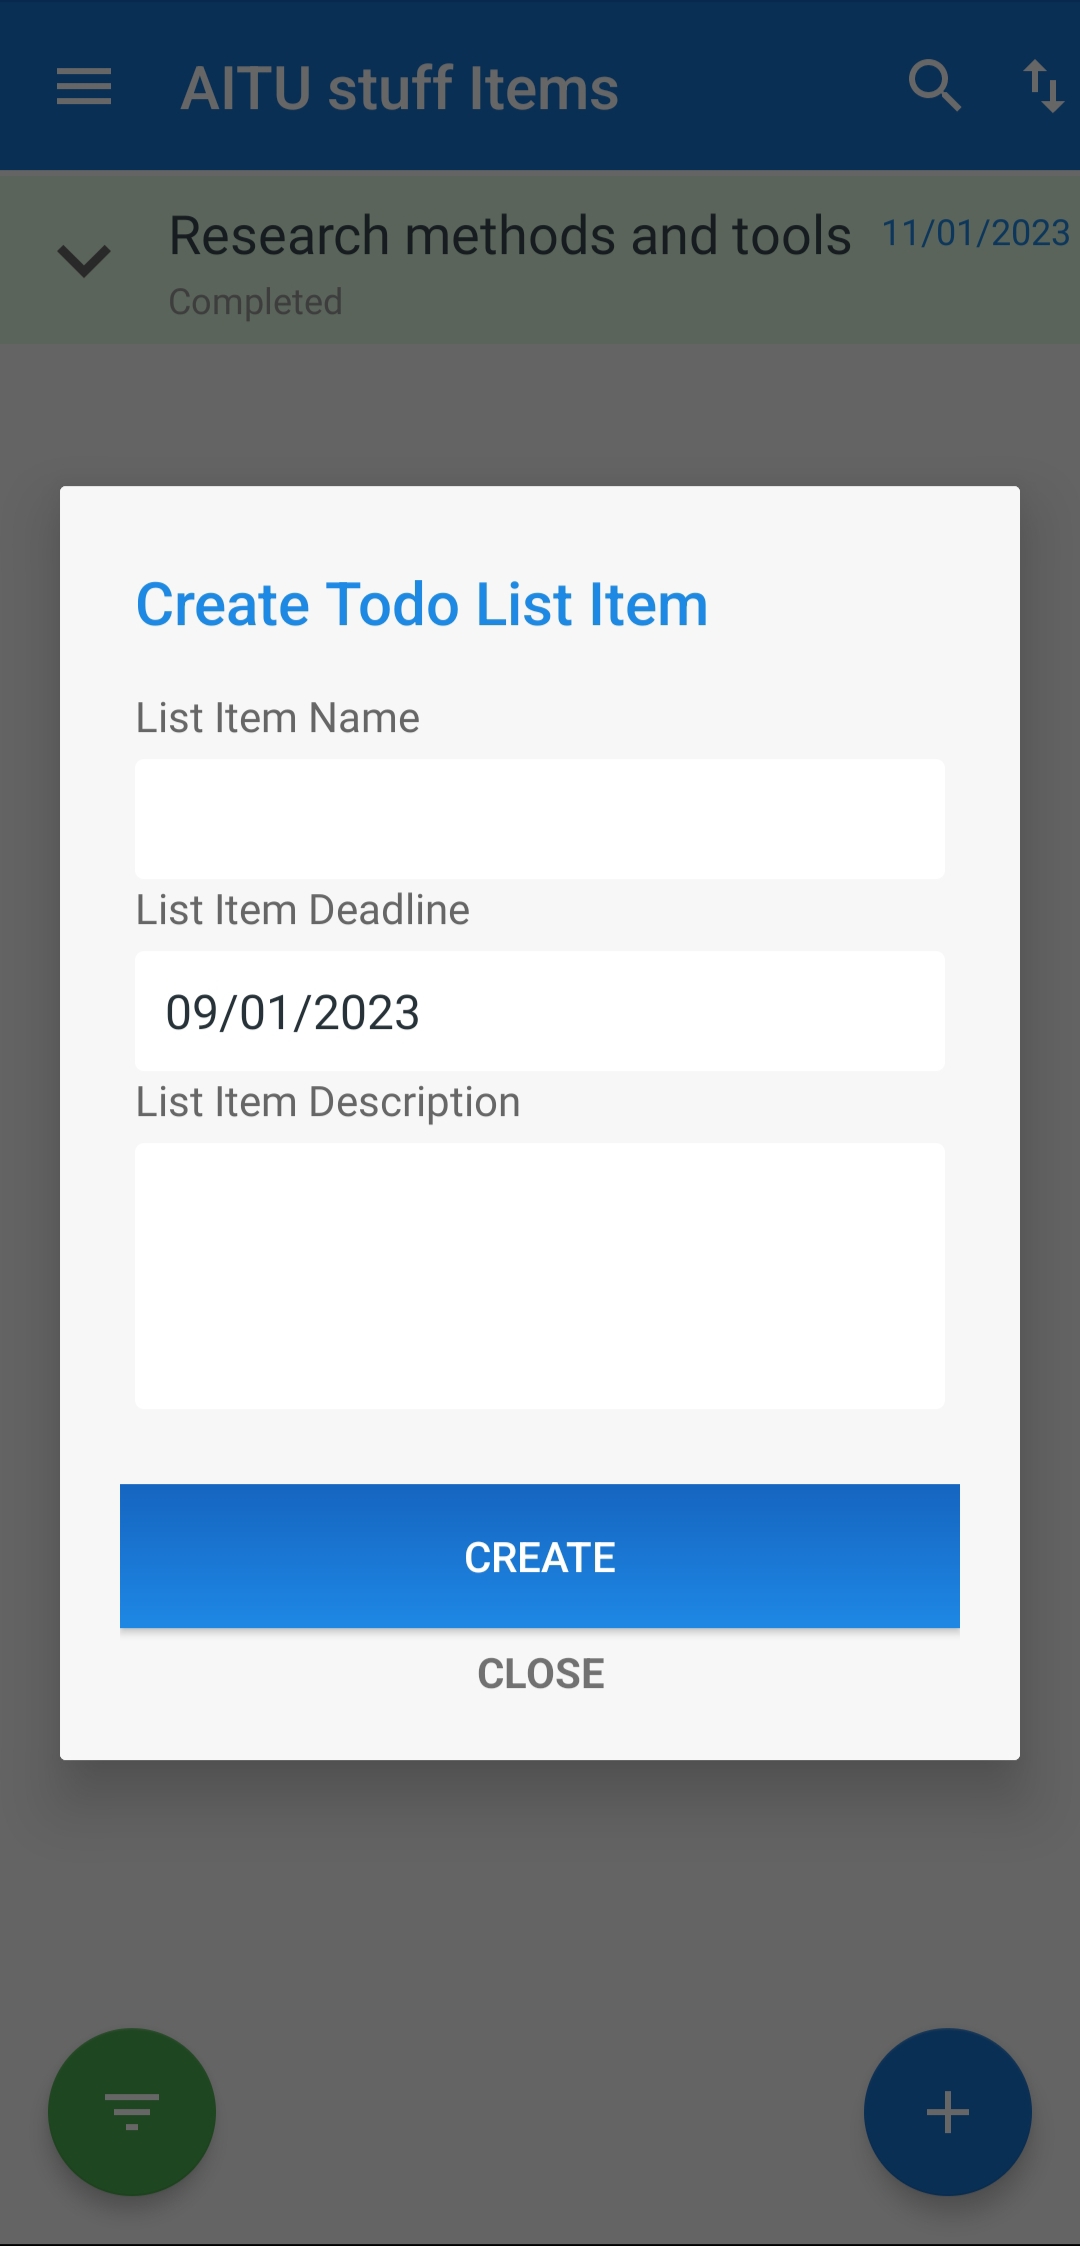 AITU stuff Items
Research methods and tools 11/01/2023
Completed
Create Todo List Item
List Item Name
List Item Deadline
09/01/2023
List Item Description
CREATE
CLOSE